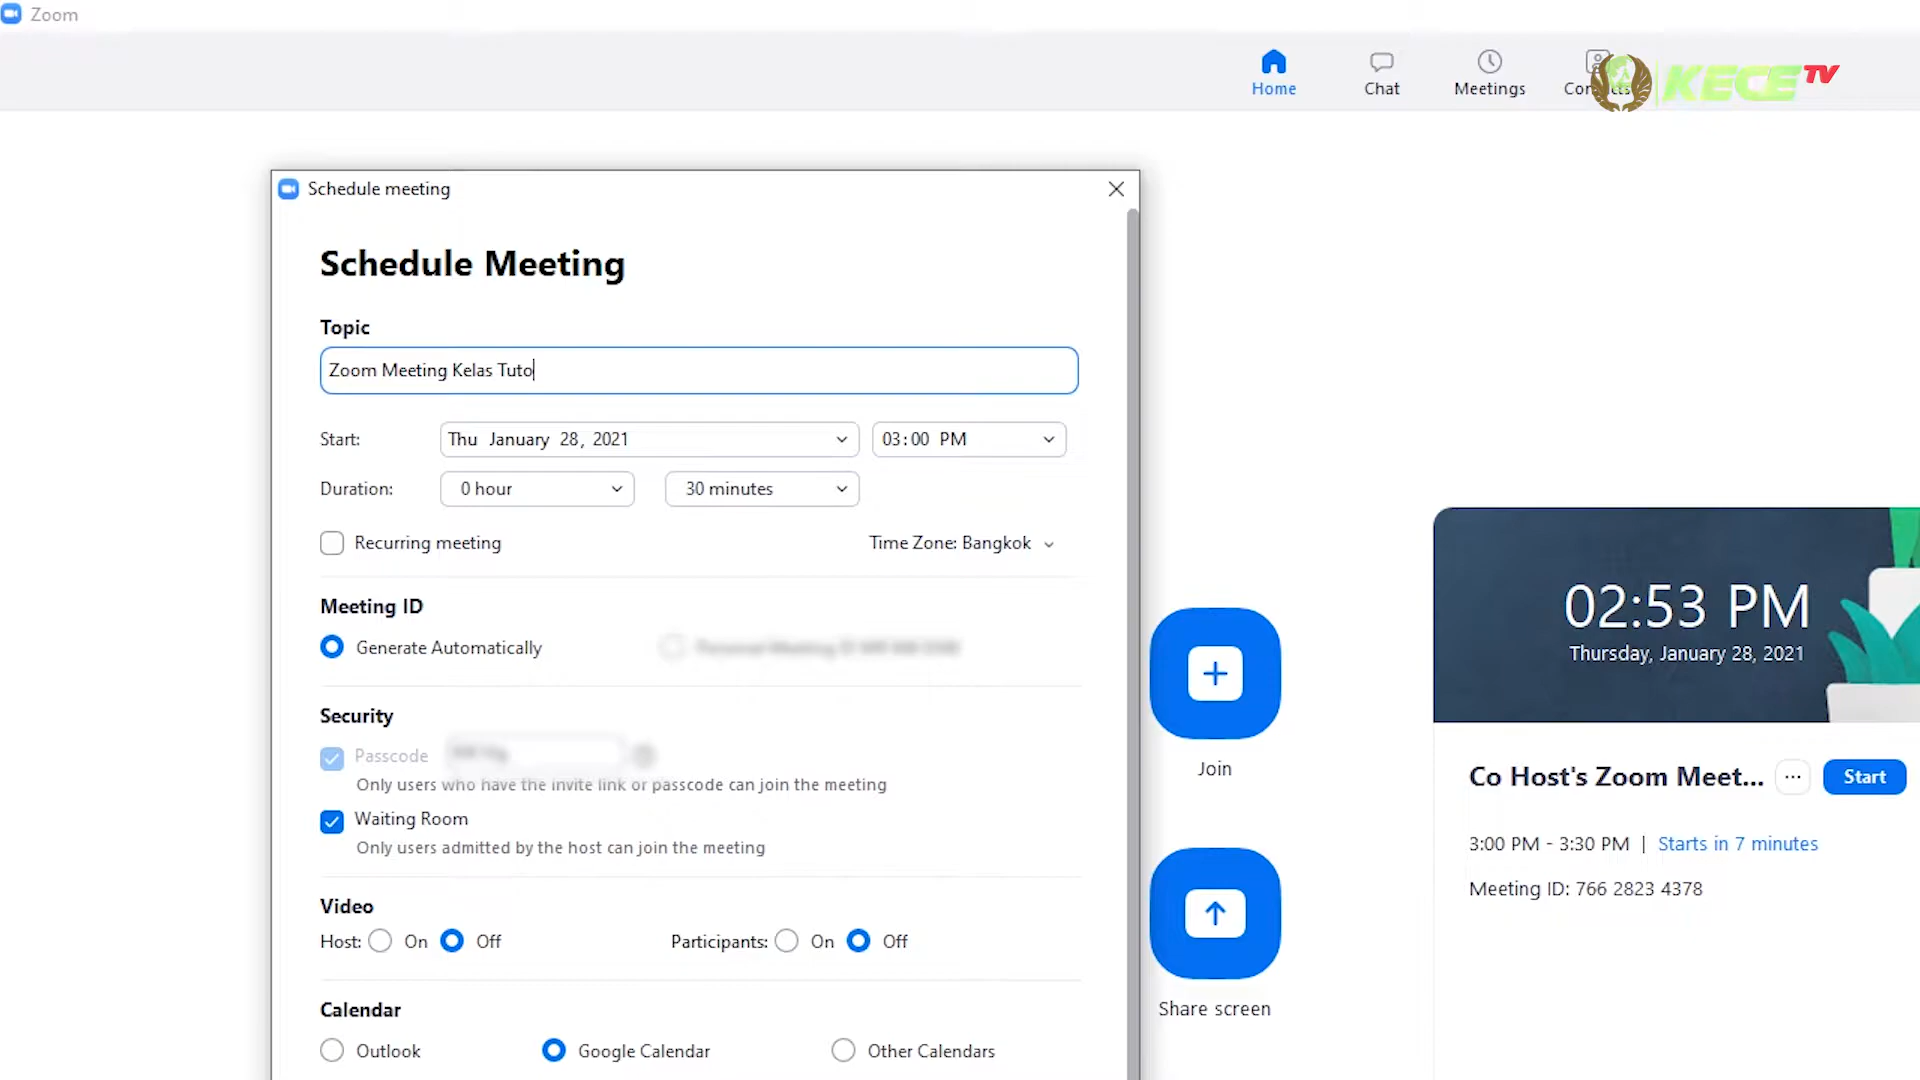 Zoom
Home
Chat
Meetings
KECE TV
Schedule meeting
Schedule Meeting
Topic
Zoom Meeting Kelas Tuto
Start:
Thu January 28, 2021
03:00 PM
Duration:
0 hour
30 minutes
Recurring meeting
Time Zone: Bangkok
Meeting ID
Generate Automatically
Security
Passcode
Only users who have the invite link or passcode can join the meeting
Waiting Room
Only users admitted by the host can join the meeting
Video
Host:
On
Off
Participants:
On
Off
Calendar
Outlook
Google Calendar
Other Calendars
Join
Share screen
02:53 PM
Thursday, January 28, 2021
Co Host's Zoom Meet...
Start
3:00 PM - 3:30 PM | Starts in 7 minutes
Meeting ID: 766 2823 4378